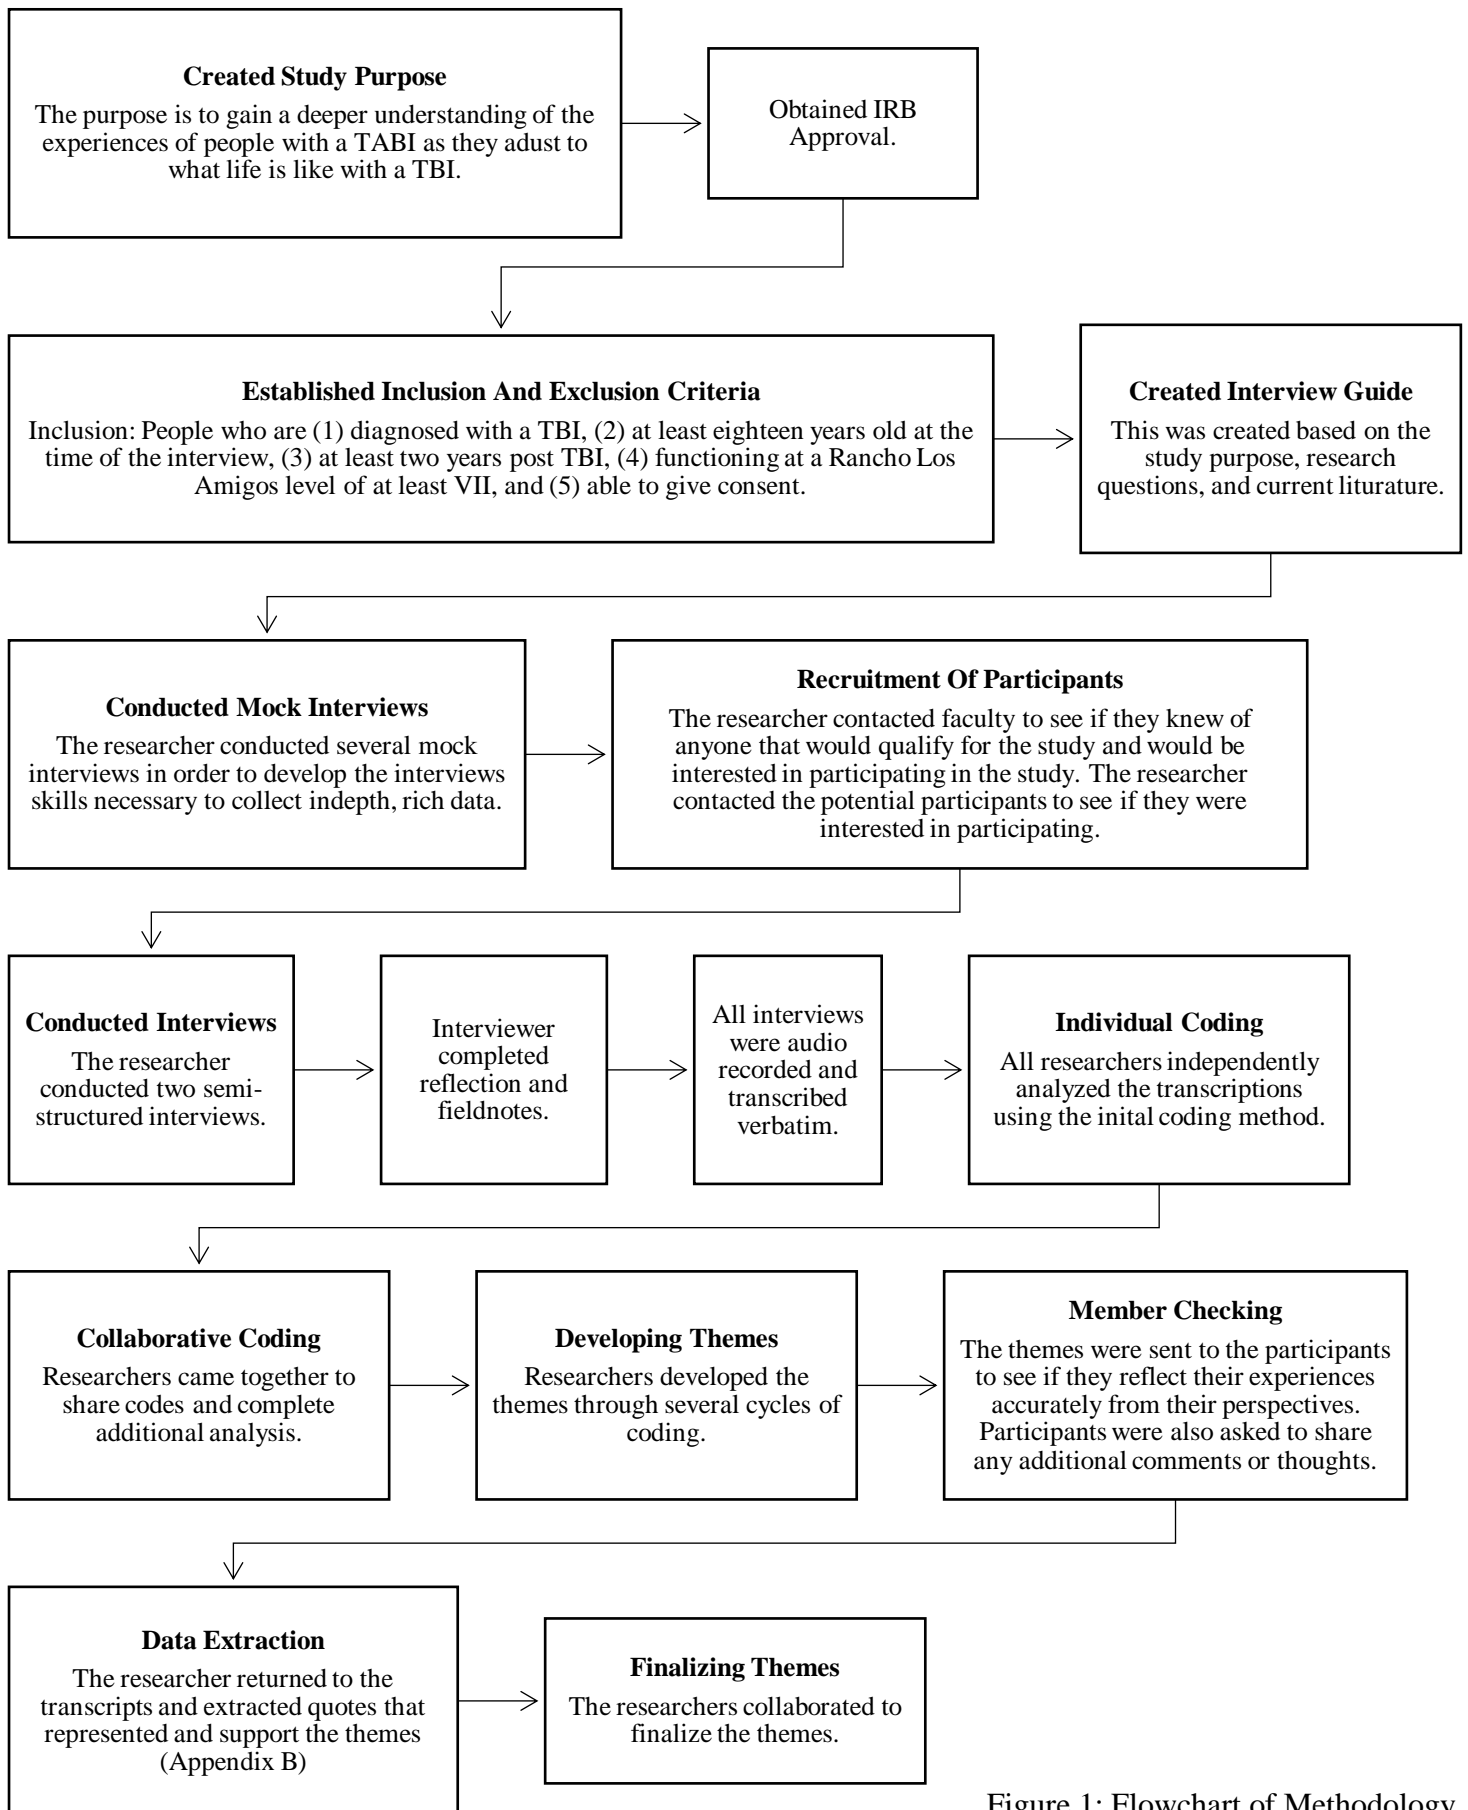 Created Study Purpose
The purpose is to gain a deeper understanding of the
experiences of people with a TABI as they adust to
what life is like with a TBI.
Obtained IRB
Approval.
Established Inclusion And Exclusion Criteria
Inclusion: People who are (1) diagnosed with a TBI, (2) at least eighteen years old at the
time of the interview, (3) at least two years post TBI, (4) functioning at a Rancho Los
Amigos level of at least VII, and (5) able to give consent.
Created Interview Guide
This was created based on the
study purpose, research
questions, and current liturature.
Conducted Mock Interviews
The researcher conducted several mock
interviews in order to develop the interviews
skills necessary to collect indepth, rich data.
Recruitment Of Participants
The researcher contacted faculty to see if they knew of
anyone that would qualify for the study and would be
interested in participating in the study. The researcher
contacted the potential participants to see if they were
interested in participating.
Conducted Interviews
The researcher
conducted two semi-
structured interviews.
Interviewer
completed
reflection and
fieldnotes.
All interviews
were audio
recorded and
transcribed
verbatim.
Individual Coding
All researchers independently
analyzed the transcriptions
using the inital coding method.
Collaborative Coding
Researchers came together to
share codes and complete
additional analysis.
Developing Themes
Researchers developed the
themes through several cycles of
coding.
Member Checking
The themes were sent to the participants
to see if they reflect their experiences
accurately from their perspectives.
Participants were also asked to share
any additional comments or thoughts.
Data Extraction
The researcher returned to the
transcripts and extracted quotes that
represented and support the themes
(Appendix B)
Finalizing Themes
The researchers collaborated to
finalize the themes.
Figure 1: Flowchart of Methodology